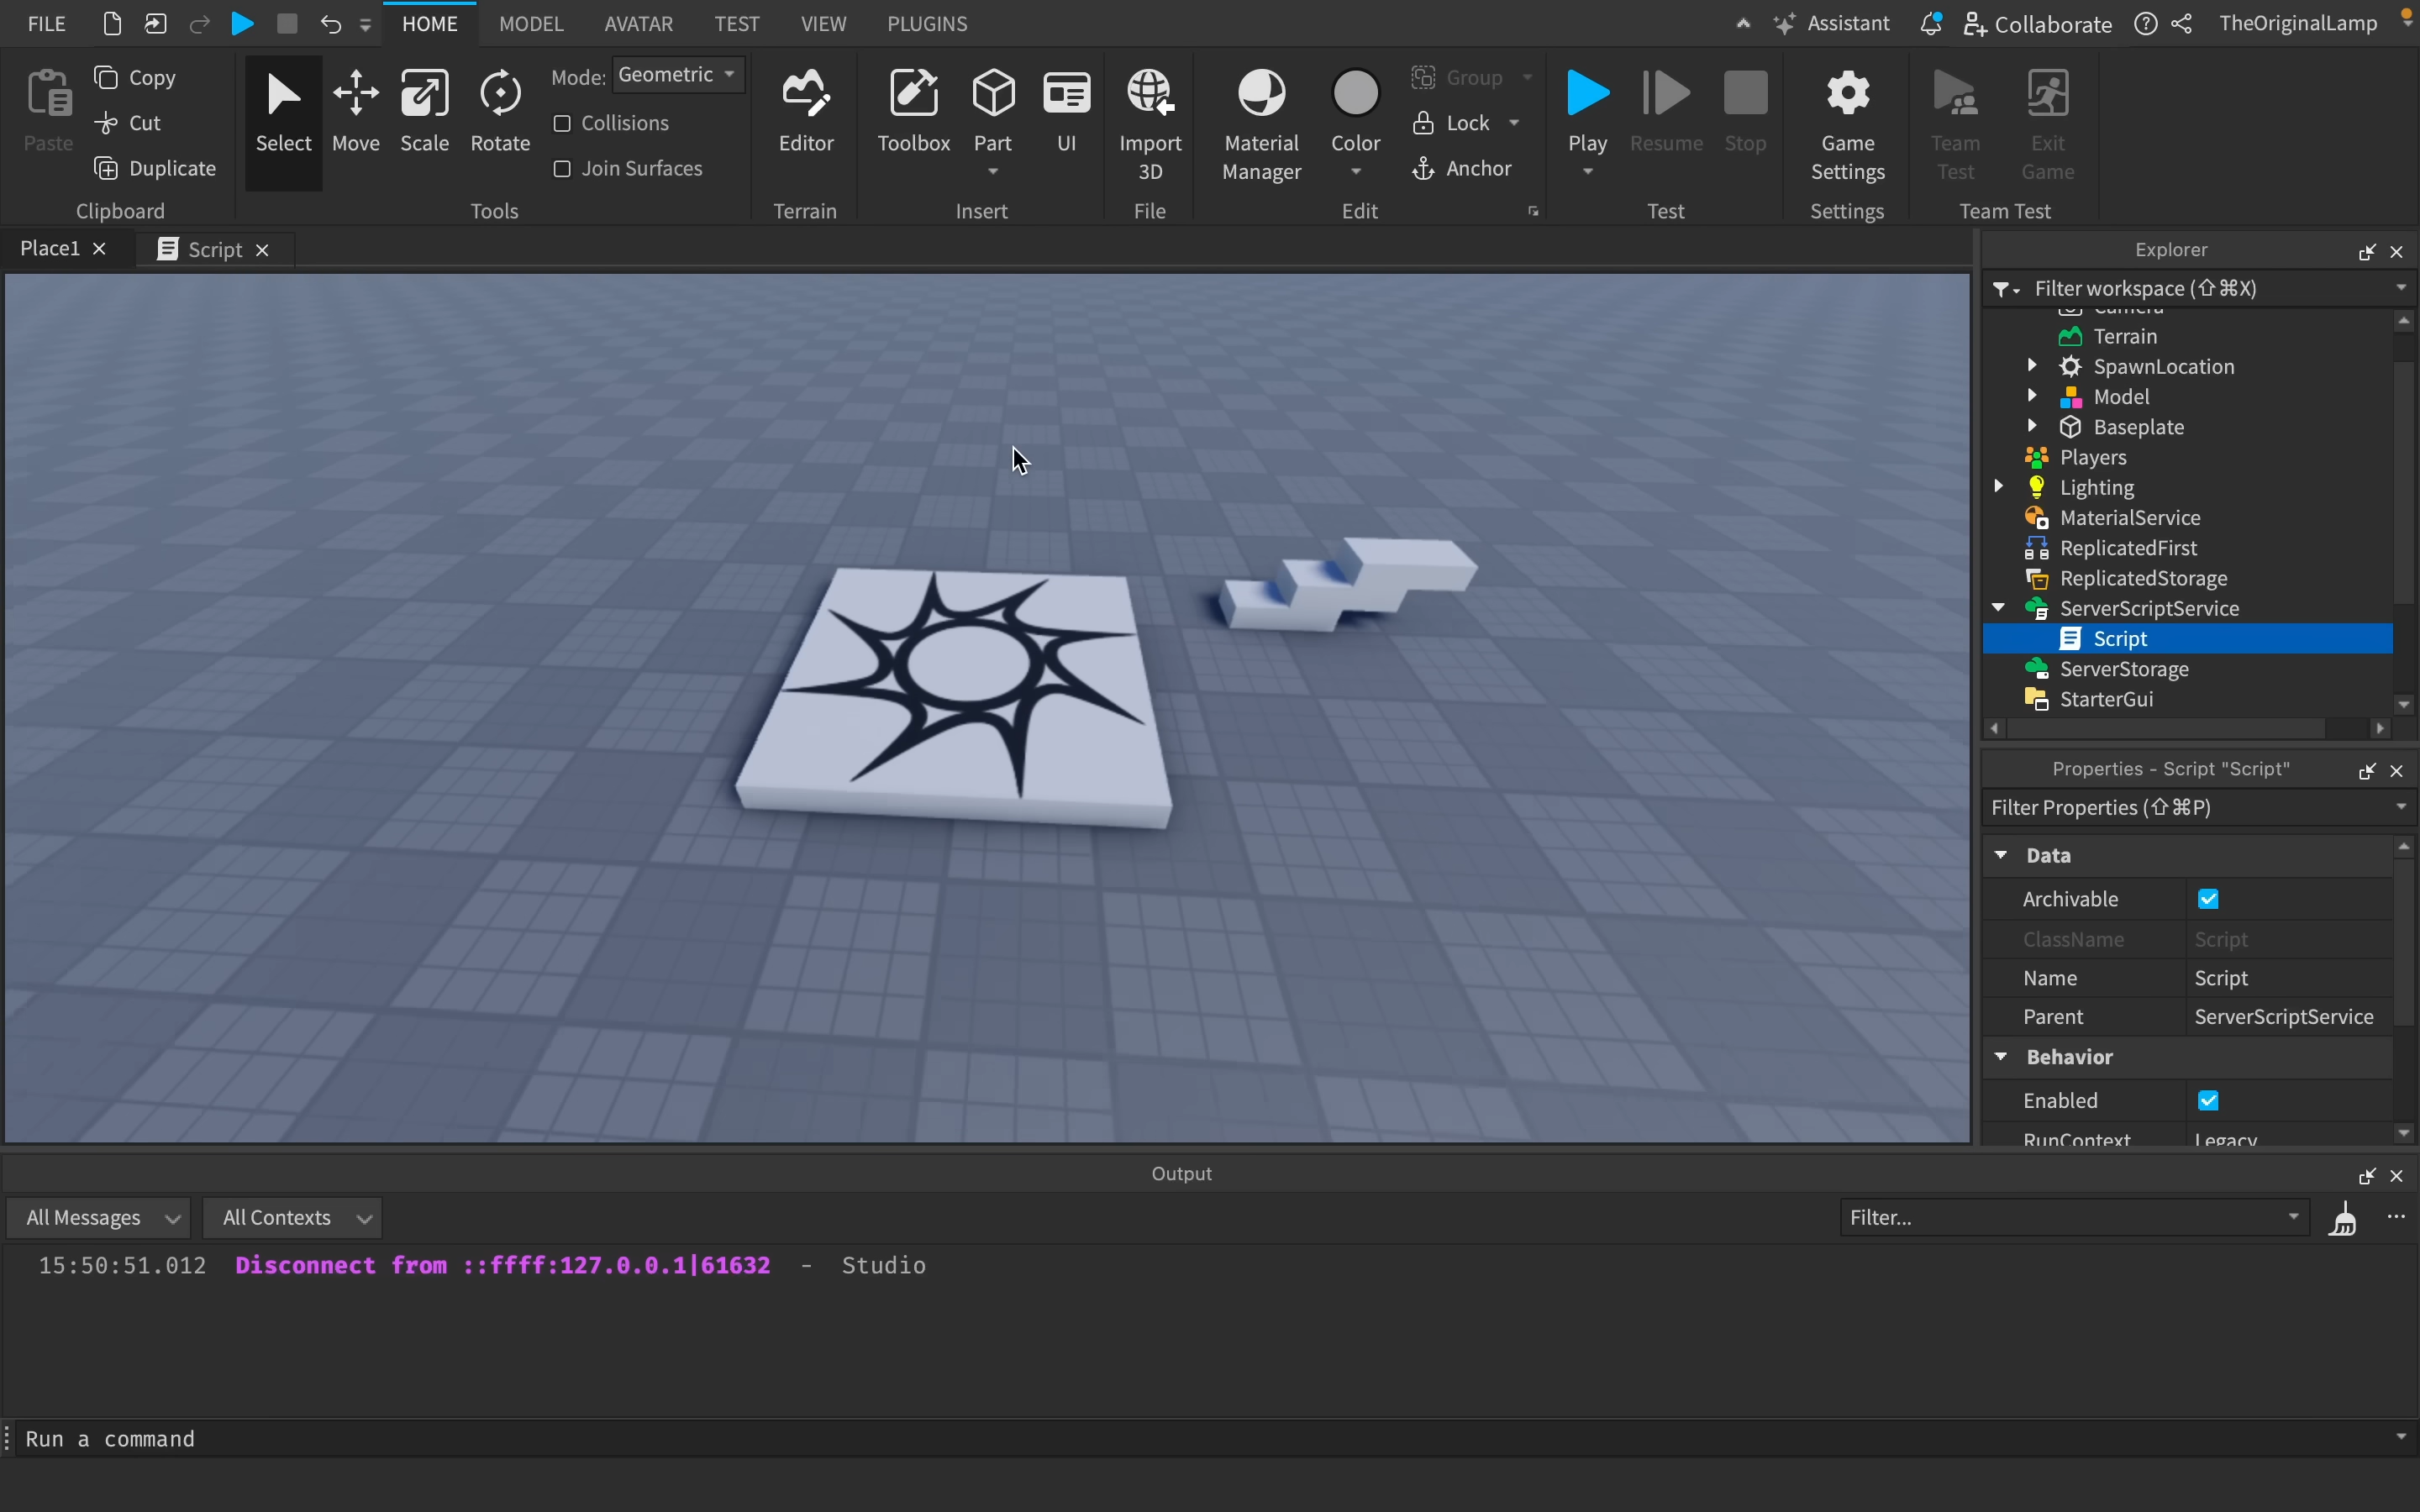 FILE HOME MODEL AVATAR TEST VIEW PLUGINS Assistant Collaborate TheOriginalLamp
Paste
Copy
Cut
Duplicate
Clipboard
Select Move Scale Rotate
Mode: Geometric
Collisions
Join Surfaces
Tools
Editor
Terrain
Toolbox Part UI
Insert
Import
3D
File
Material
Manager
Color
Group
Lock
Anchor
Edit
Play Resume Stop
Test
Game
Settings
Settings
Team
Test
Exit
Game
Team Test
Place1 Script
Explorer
Filter workspace (⇧⌘X)
Camera
Terrain
SpawnLocation
Model
Baseplate
Players
Lighting
MaterialService
ReplicatedFirst
ReplicatedStorage
ServerScriptService
Script
ServerStorage
StarterGui
Properties - Script "Script"
Filter Properties (⇧⌘P)
Data
Archivable
ClassName Script
Name Script
Parent ServerScriptService
Behavior
Enabled
RunContext Legacy
Output
All Messages All Contexts Filter...
15:50:51.012 Disconnect from ::ffff:127.0.0.1|61632 - Studio
Run a command